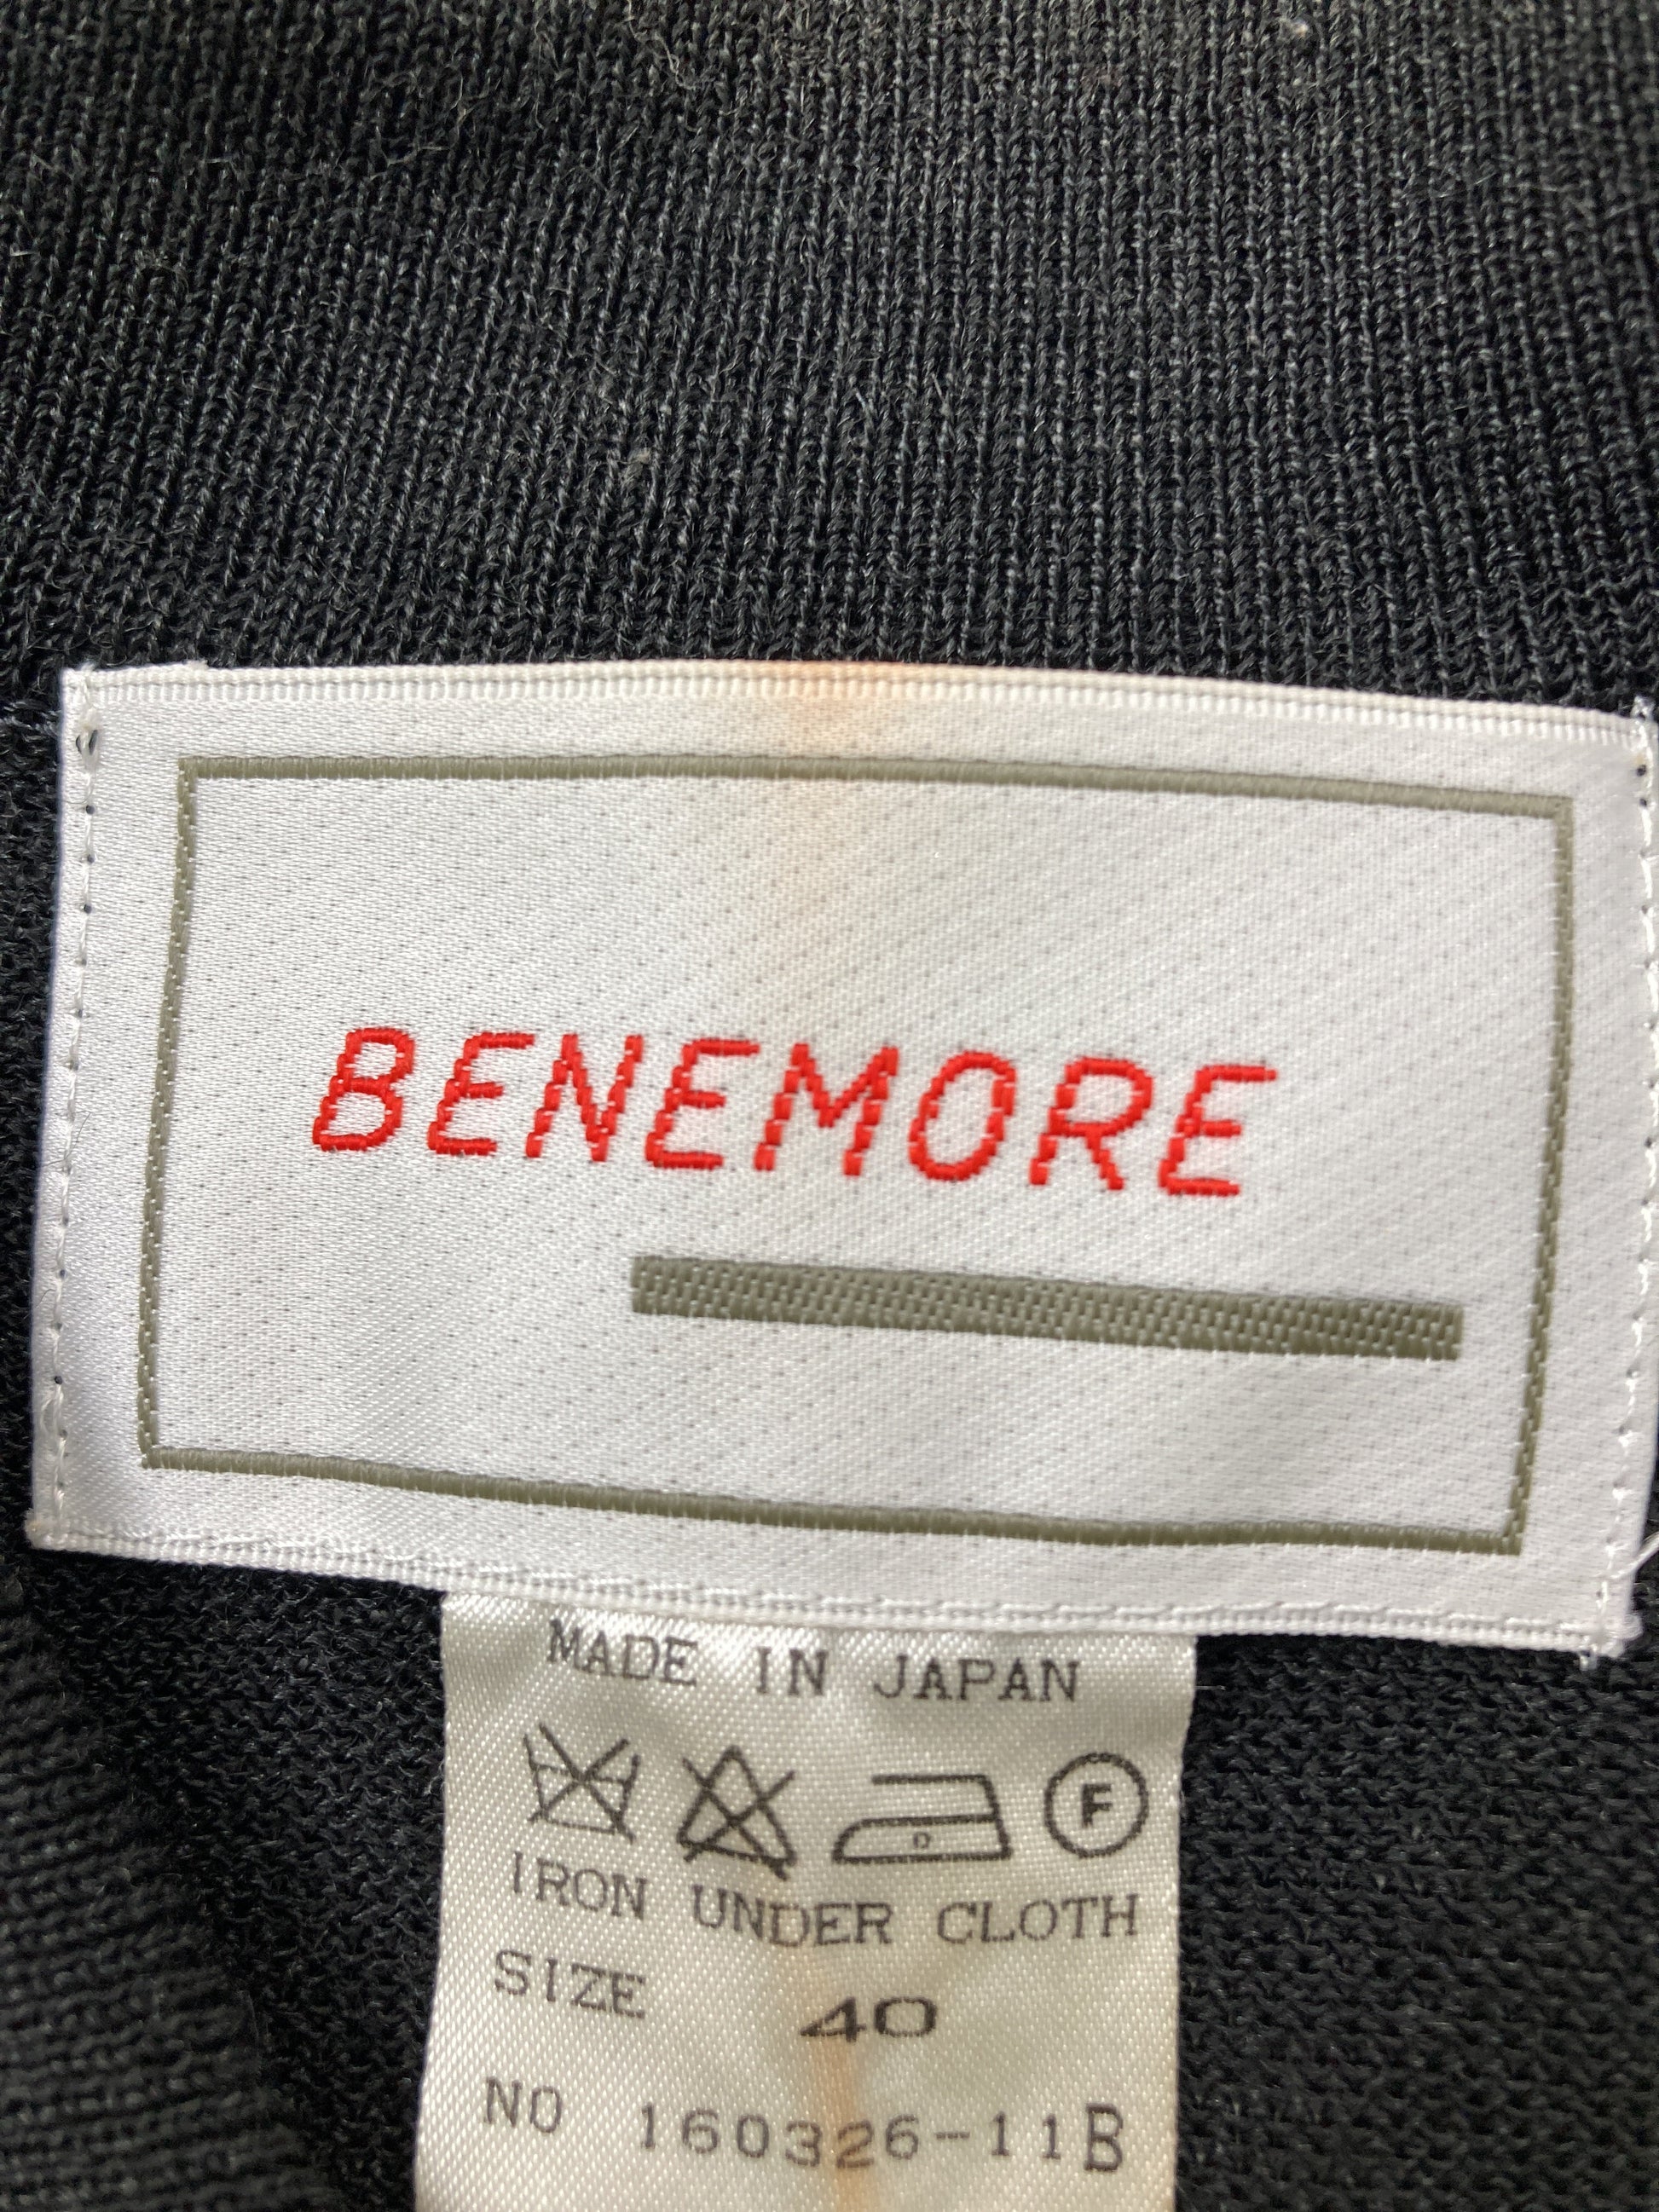 BENEMORE
MADE IN JAPAN
D F
IRON UNDER CLOTH
SIZE 40
NO 160326-11B